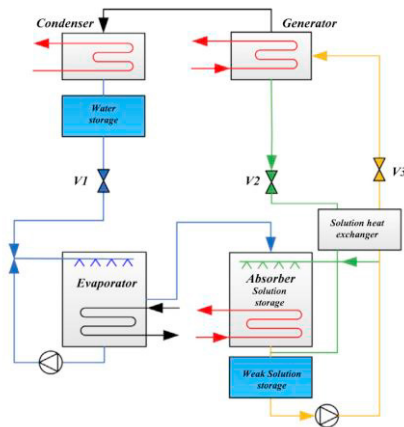 Condenser
Generator
Water
storage
V1
V2
V3
Solution heat
exchanger
Evaporator
Absorber
Solution
storage
Weak Solution
storage